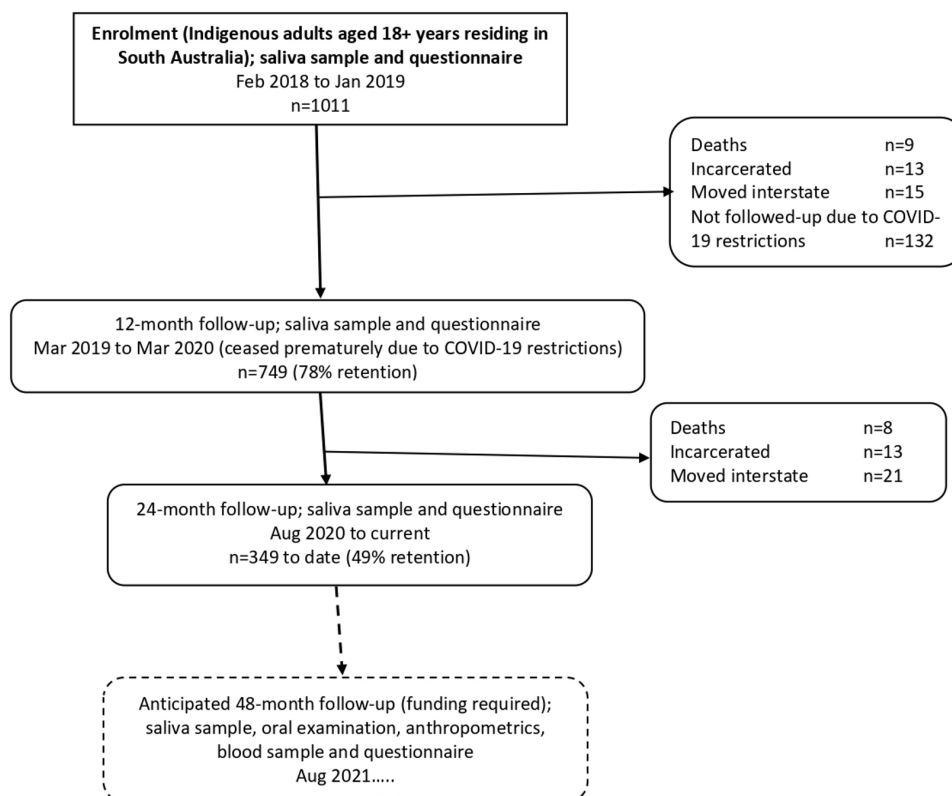 Enrolment (Indigenous adults aged 18+ years residing in
South Australia); saliva sample and questionnaire
Feb 2018 to Jan 2019
n=1011
Deaths n=9
Incarcerated n=13
Moved interstate n=15
Not followed-up due to COVID-
19 restrictions n=132
12-month follow-up; saliva sample and questionnaire
Mar 2019 to Mar 2020 (ceased prematurely due to COVID-19 restrictions)
n=749 (78% retention)
Deaths n=8
Incarcerated n=13
Moved interstate n=21
24-month follow-up; saliva sample and questionnaire
Aug 2020 to current
n=349 to date (49% retention)
Anticipated 48-month follow-up (funding required);
saliva sample, oral examination, anthropometrics,
blood sample and questionnaire
Aug 2021…..